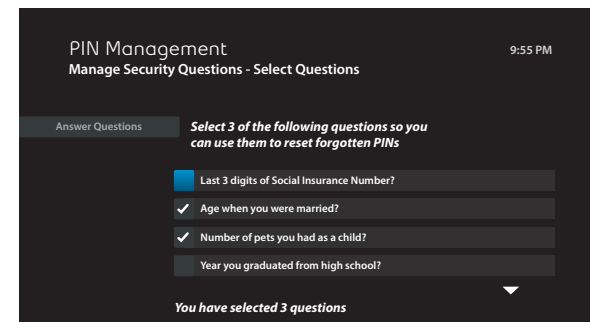 PIN Management
9:55 PM
Manage Security Questions - Select Questions
Answer Questions
Select 3 of the following questions so you
can use them to reset forgotten PINs
Last 3 digits of Social Insurance Number?
Age when you were married?
Number of pets you had as a child?
Year you graduated from high school?
You have selected 3 questions